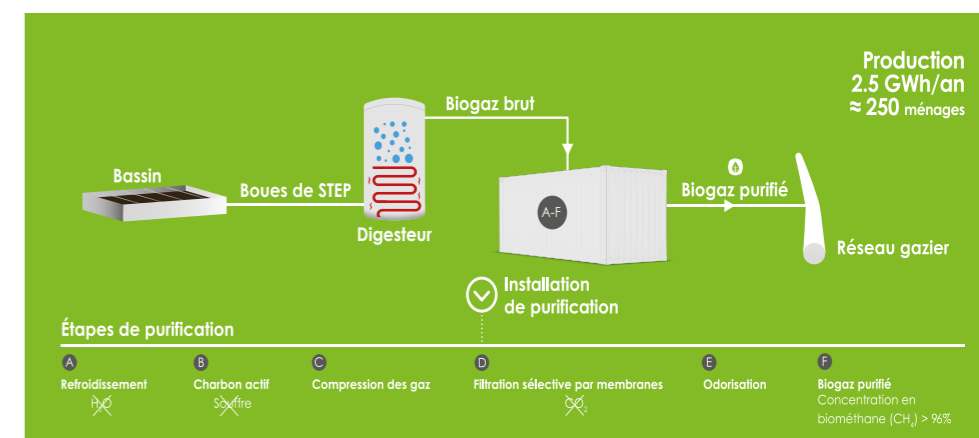 Production
2.5 GWh/an
≈ 250 ménages
Biogaz brut
Bassin
Boues de STEP
Digesteur
A-F
Biogaz purifié
Réseau gazier
Installation
de purification
Étapes de purification
A
Refroidissement
H₂O
B
Charbon actif
Souffre
C
Compression des gaz
D
Filtration sélective par membranes
CO₂
E
Odorisation
F
Biogaz purifié
Concentration en
biométhane (CH₄) > 96%